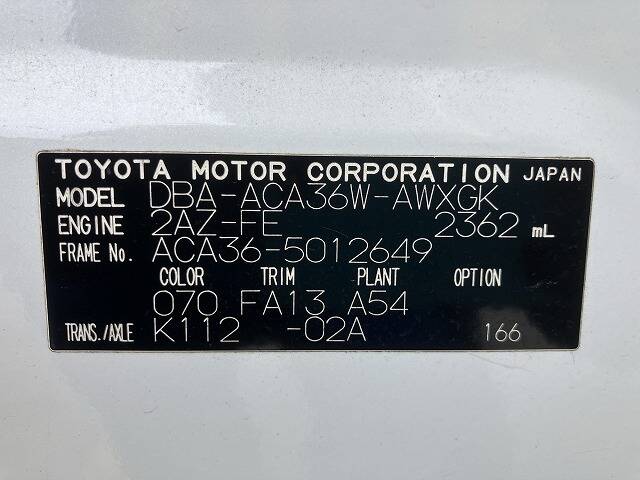 TOYOTA MOTOR CORPORATION JAPAN
MODEL DBA-ACA36W-AWXGK
ENGINE 2AZ-FE 2362 mL
FRAME No. ACA36-5012649
COLOR TRIM PLANT OPTION
070 FA13 A54
TRANS./AXLE K112 -02A 166